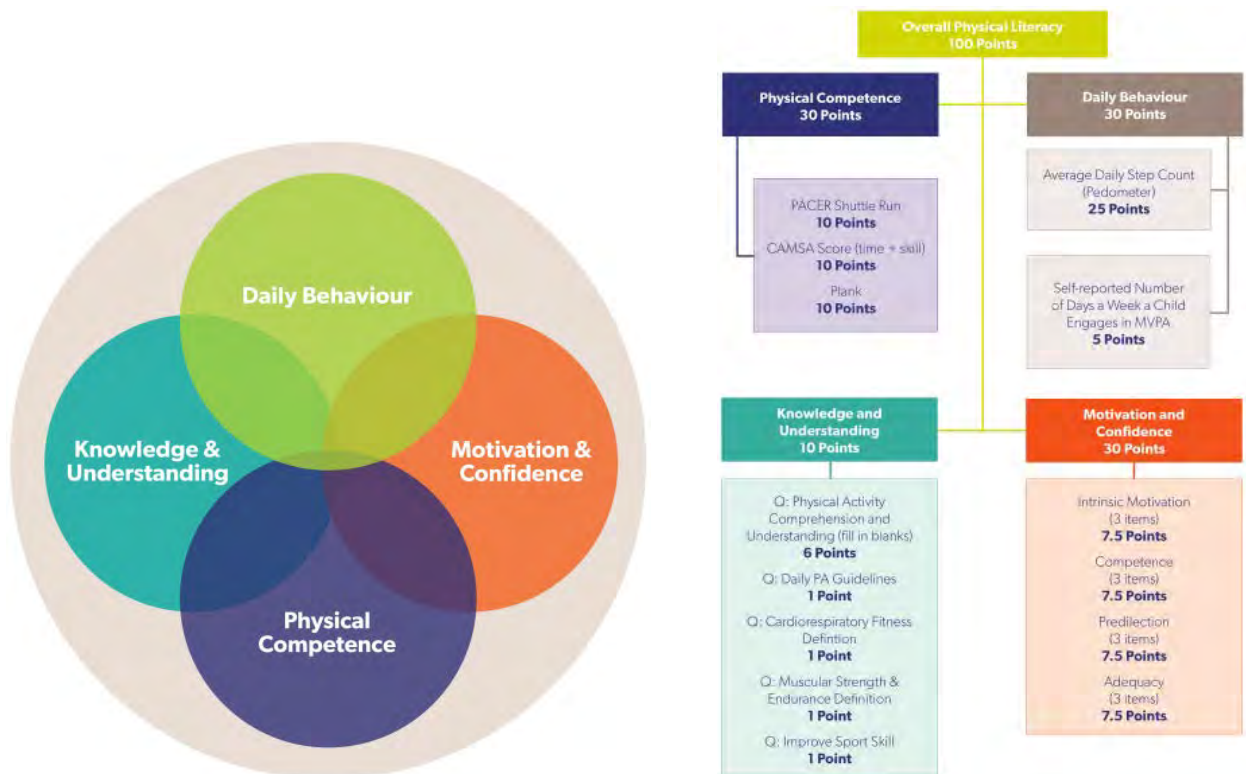 Daily Behaviour
Knowledge &
Understanding
Motivation &
Confidence
Physical
Competence
Overall Physical Literacy
100 Points
Physical Competence
30 Points
Daily Behaviour
30 Points
PACER Shuttle Run
10 Points
CAMSA Score (time + skill)
10 Points
Plank
10 Points
Average Daily Step Count
(Pedometer)
25 Points
Self-reported Number
of Days a Week a Child
Engages in MVPA
5 Points
Knowledge and
Understanding
10 Points
Motivation and
Confidence
30 Points
Q: Physical Activity
Comprehension and
Understanding (fill in blanks)
6 Points
Q: Daily PA Guidelines
1 Point
Q: Cardiorespiratory Fitness
Defintion
1 Point
Q: Muscular Strength &
Endurance Definition
1 Point
Q: Improve Sport Skill
1 Point
Intrinsic Motivation
(3 items)
7.5 Points
Competence
(3 items)
7.5 Points
Predilection
(3 items)
7.5 Points
Adequacy
(3 items)
7.5 Points